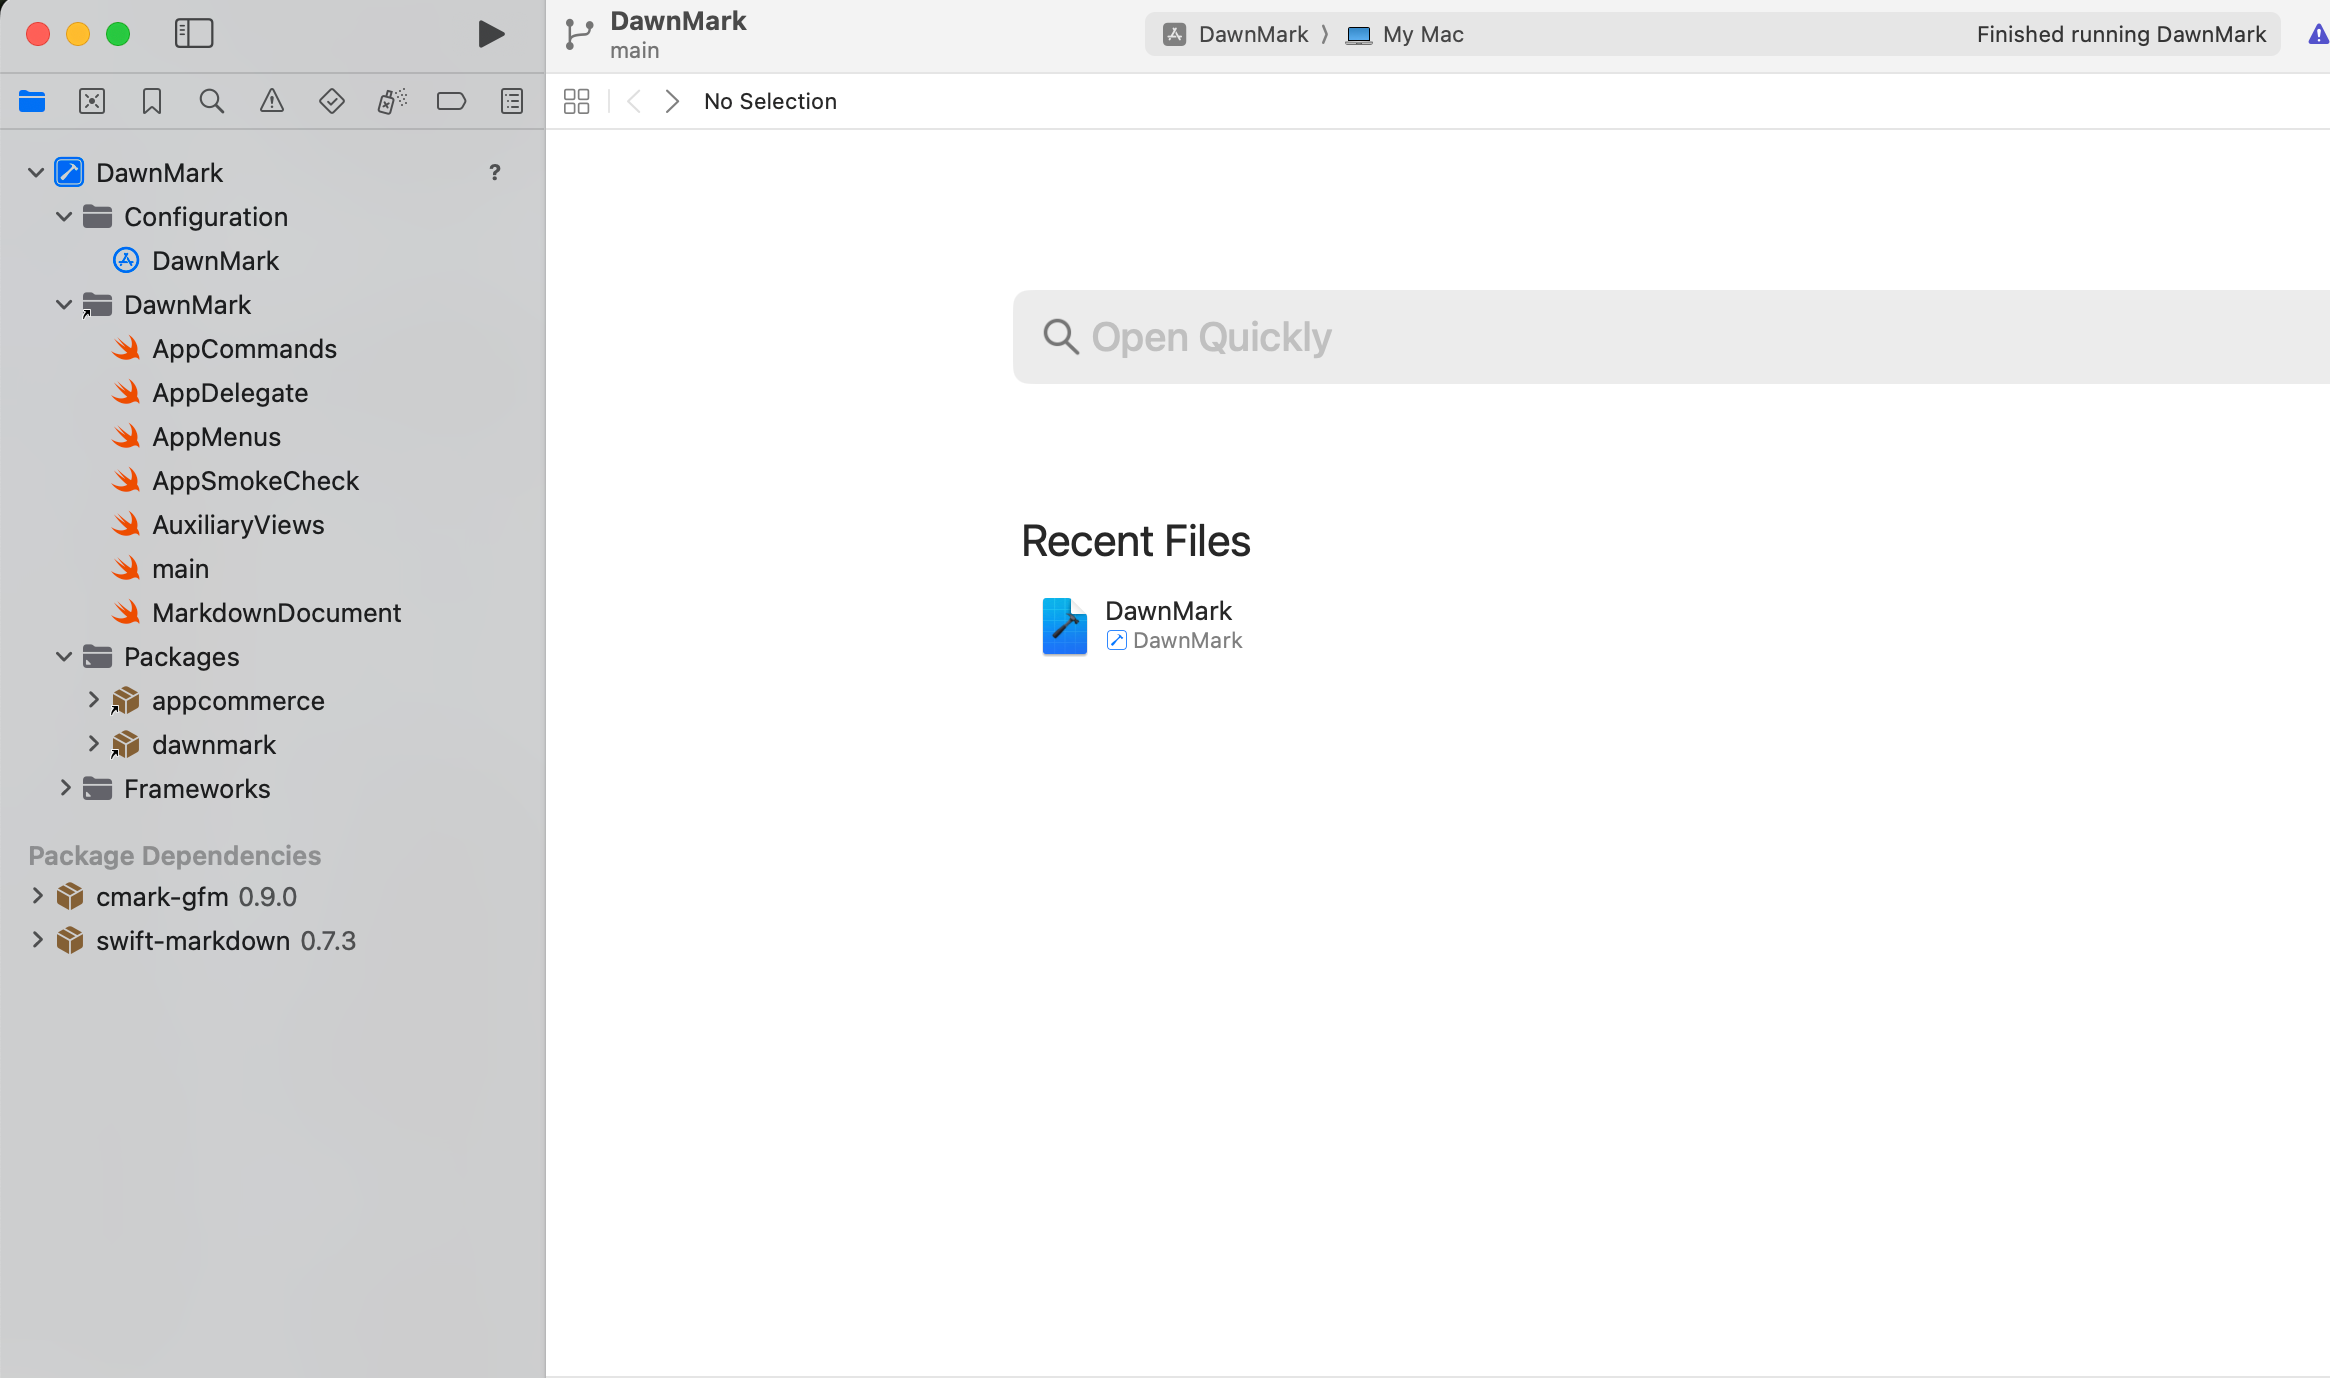 DawnMark
main
DawnMark
My Mac
Finished running DawnMark
No Selection
DawnMark ?
Configuration
DawnMark
DawnMark
AppCommands
AppDelegate
AppMenus
AppSmokeCheck
AuxiliaryViews
main
MarkdownDocument
Packages
appcommerce
dawnmark
Frameworks
Package Dependencies
cmark-gfm 0.9.0
swift-markdown 0.7.3
Open Quickly
Recent Files
DawnMark
DawnMark